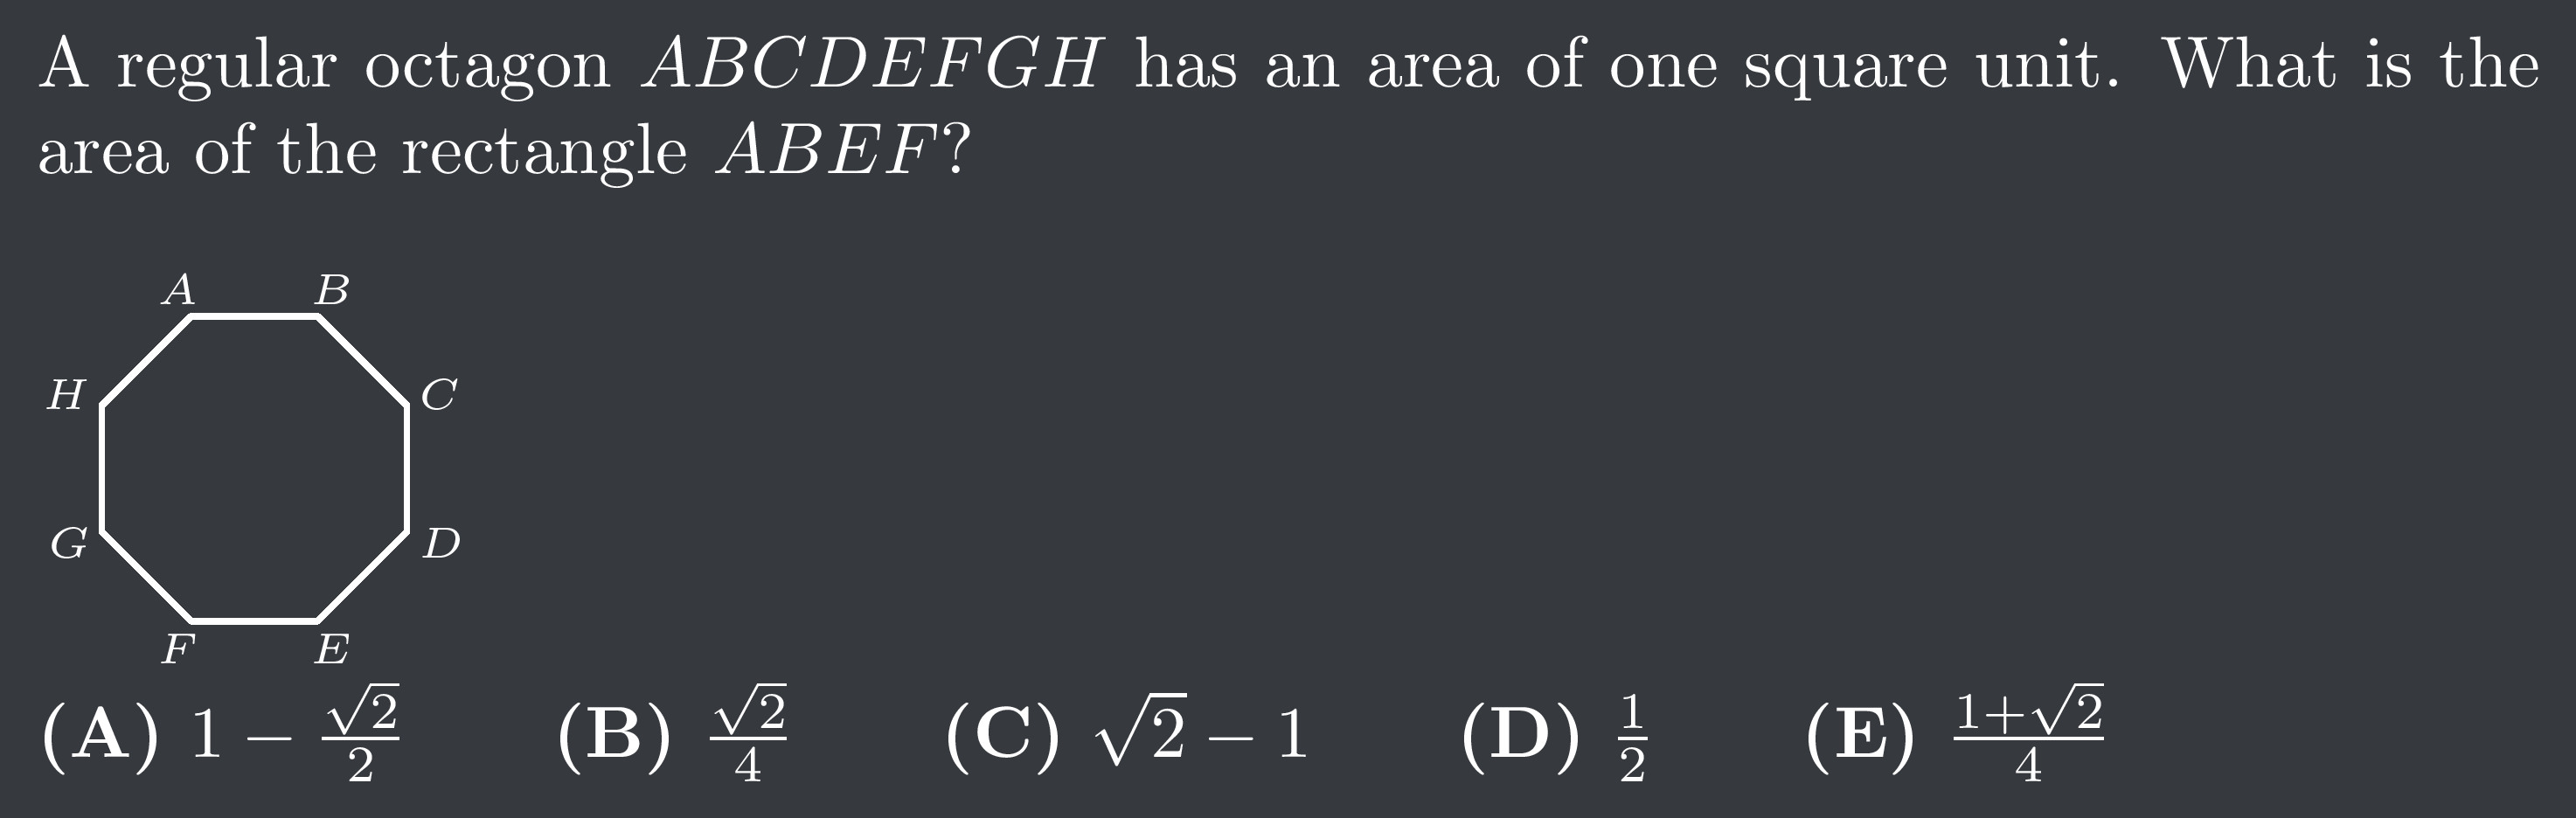 A regular octagon ABCDEFGH has an area of one square unit. What is the
area of the rectangle ABEF?
A B
H C
G D
F E
(A) 1 − √2/2 (B) √2/4 (C) √2 − 1 (D) 1/2 (E) 1+√2/4